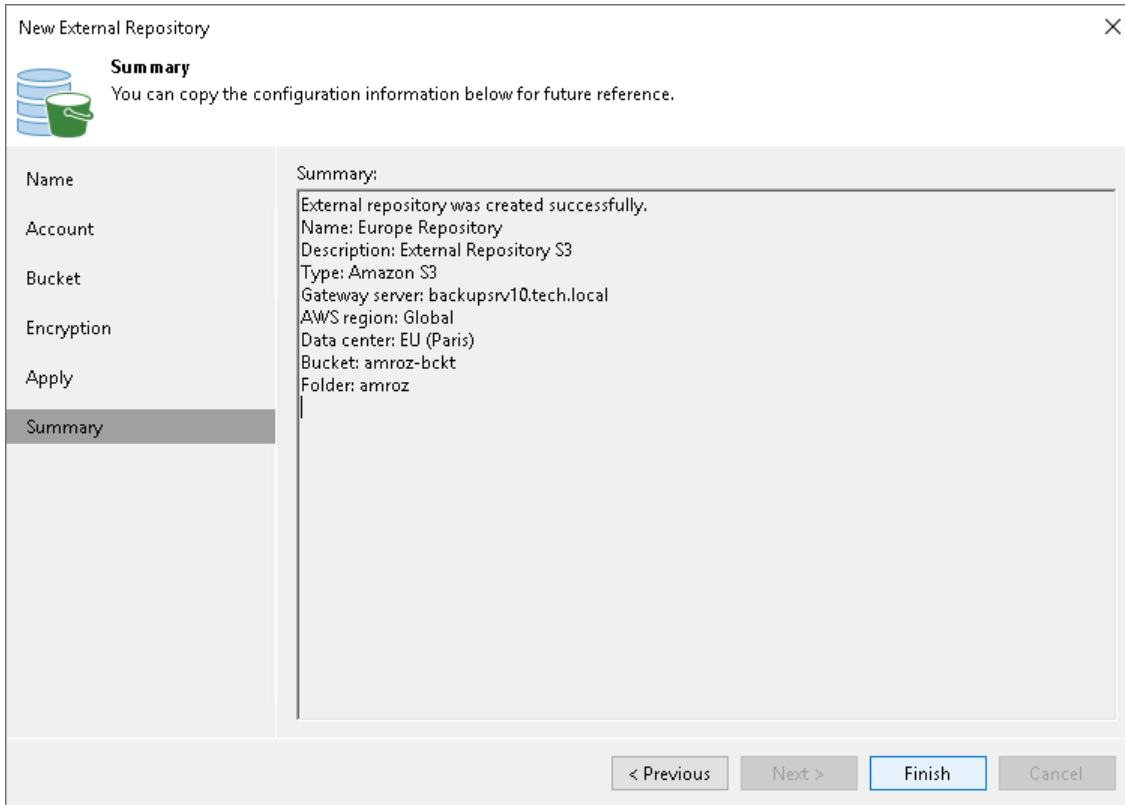 New External Repository
Summary
You can copy the configuration information below for future reference.
Name
Account
Bucket
Encryption
Apply
Summary
Summary:
External repository was created successfully.
Name: Europe Repository
Description: External Repository S3
Type: Amazon S3
Gateway server: backupsrv10.tech.local
AWS region: Global
Data center: EU (Paris)
Bucket: amroz-bckt
Folder: amroz
< Previous
Next >
Finish
Cancel